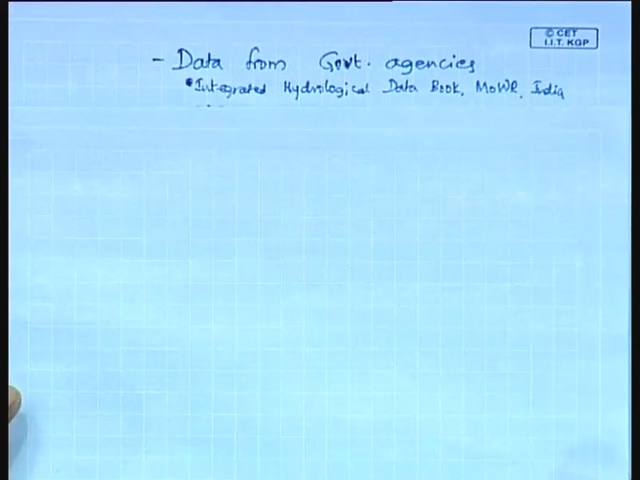 © CET
I.I.T. KGP
- Data from Govt. agencies
• Integrated Hydrological Data Book, MoWR, India